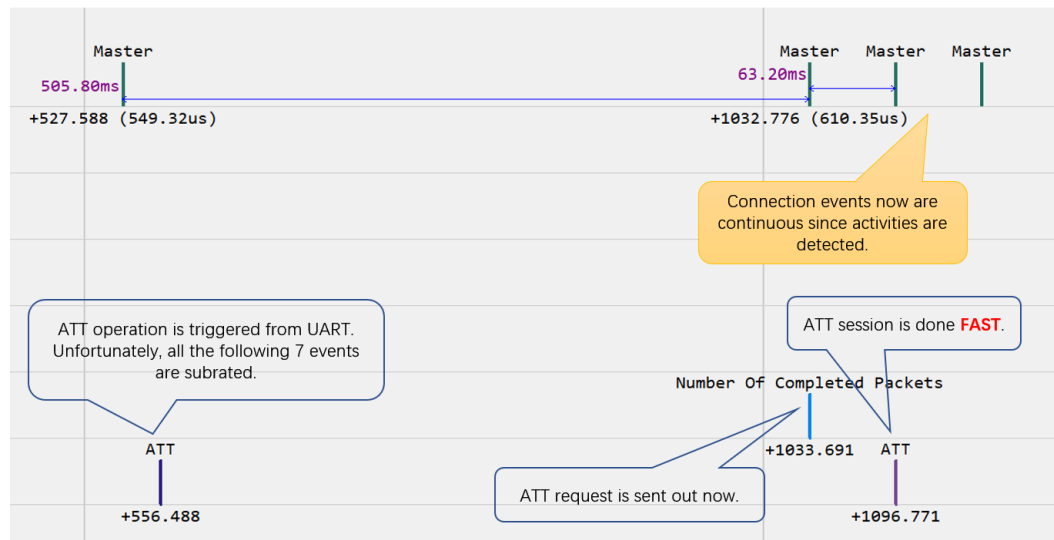 Master
Master
Master
Master
505.80ms
63.20ms
+527.588 (549.32us)
+1032.776 (610.35us)
Connection events now are
continuous since activities are
detected.
ATT operation is triggered from UART.
Unfortunately, all the following 7 events
are subrated.
ATT session is done FAST.
Number Of Completed Packets
ATT
+1033.691
ATT
ATT request is sent out now.
+556.488
+1096.771